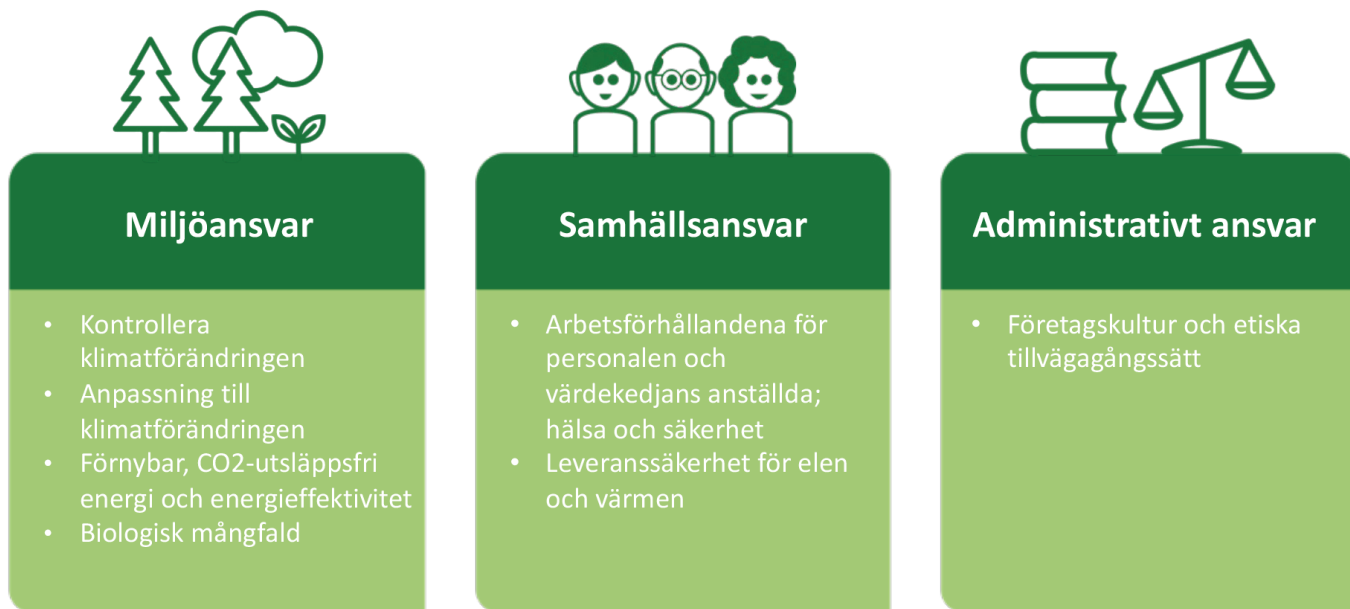 Miljöansvar
• Kontrollera
klimatförändringen
• Anpassning till
klimatförändringen
• Förnybar, CO2-utsläppsfri
energi och energieffektivitet
• Biologisk mångfald
Samhällsansvar
• Arbetsförhållandena för
personalen och
värdekedjans anställda;
hälsa och säkerhet
• Leveranssäkerhet för elen
och värmen
Administrativt ansvar
• Företagskultur och etiska
tillvägagångssätt